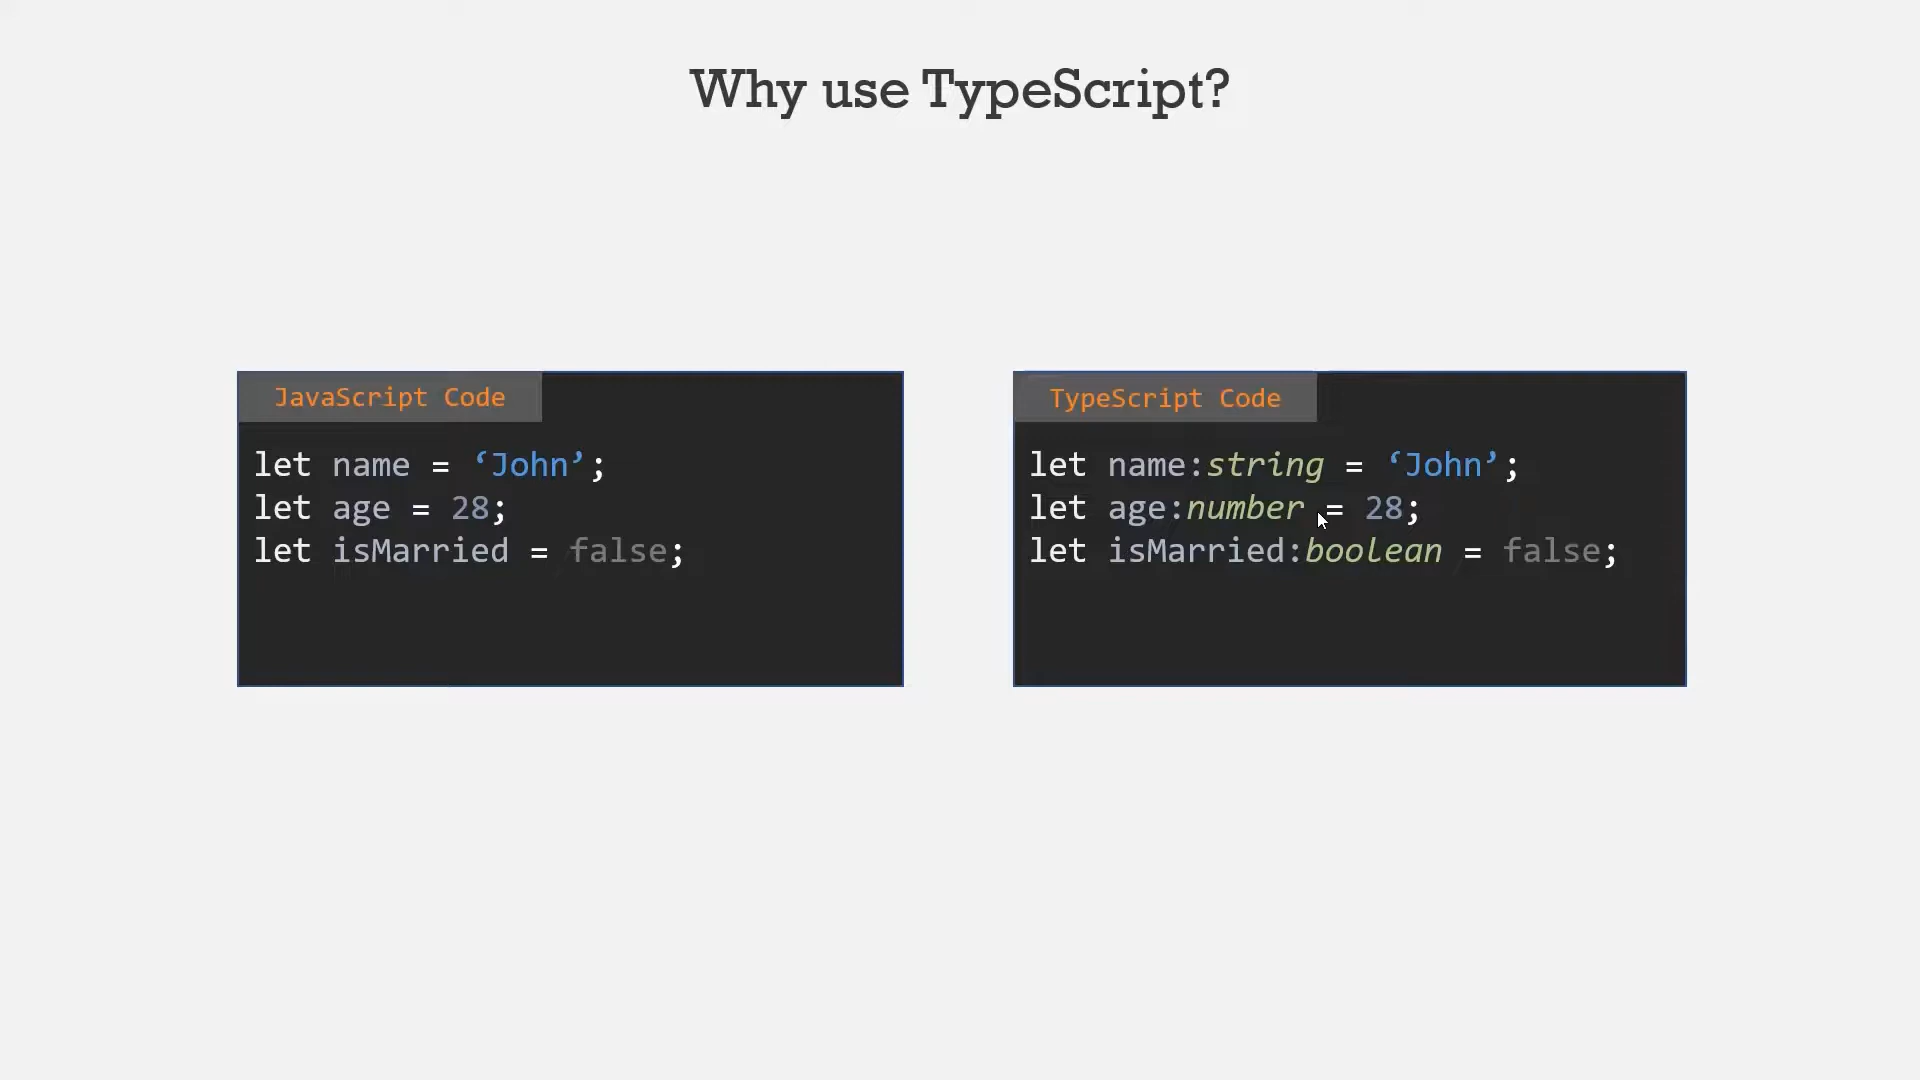 Why use TypeScript?
JavaScript Code
let name = ‘John’;
let age = 28;
let isMarried = false;
TypeScript Code
let name:string = ‘John’;
let age:number = 28;
let isMarried:boolean = false;